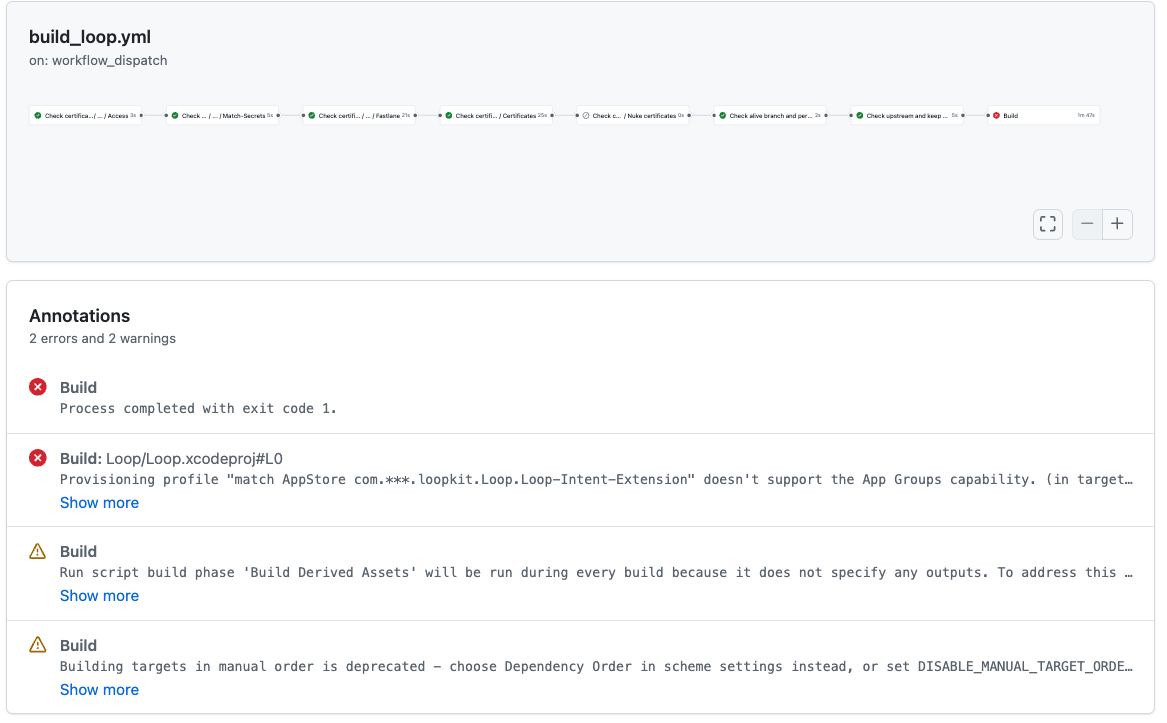 build_loop.yml
on: workflow_dispatch
Check certifica.../ ... / Access 3s
Check ... / ... / Match-Secrets 5s
Check certifi... / ... / Fastlane 21s
Check certifi... / Certificates 25s
Check c... / Nuke certificates 0s
Check alive branch and per... 2s
Check upstream and keep ... 5s
Build 1m 47s
Annotations
2 errors and 2 warnings
Build
Process completed with exit code 1.
Build: Loop/Loop.xcodeproj#L0
Provisioning profile "match AppStore com.***.loopkit.Loop.Loop-Intent-Extension" doesn't support the App Groups capability. (in target…
Show more
Build
Run script build phase 'Build Derived Assets' will be run during every build because it does not specify any outputs. To address this …
Show more
Build
Building targets in manual order is deprecated - choose Dependency Order in scheme settings instead, or set DISABLE_MANUAL_TARGET_ORDE…
Show more